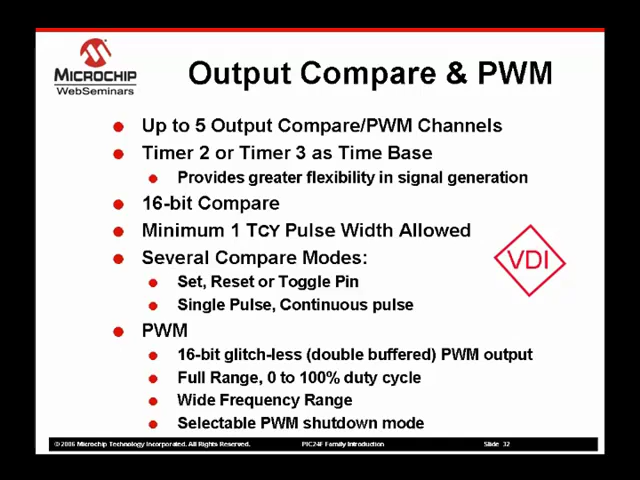 MICROCHIP
WebSeminars
Output Compare & PWM
Up to 5 Output Compare/PWM Channels
Timer 2 or Timer 3 as Time Base
Provides greater flexibility in signal generation
16-bit Compare
Minimum 1 TCY Pulse Width Allowed
Several Compare Modes:
Set, Reset or Toggle Pin
Single Pulse, Continuous pulse
VDI
PWM
16-bit glitch-less (double buffered) PWM output
Full Range, 0 to 100% duty cycle
Wide Frequency Range
Selectable PWM shutdown mode
© 2006 Microchip Technology Incorporated. All Rights Reserved. PIC24F Family Introduction Slide 32